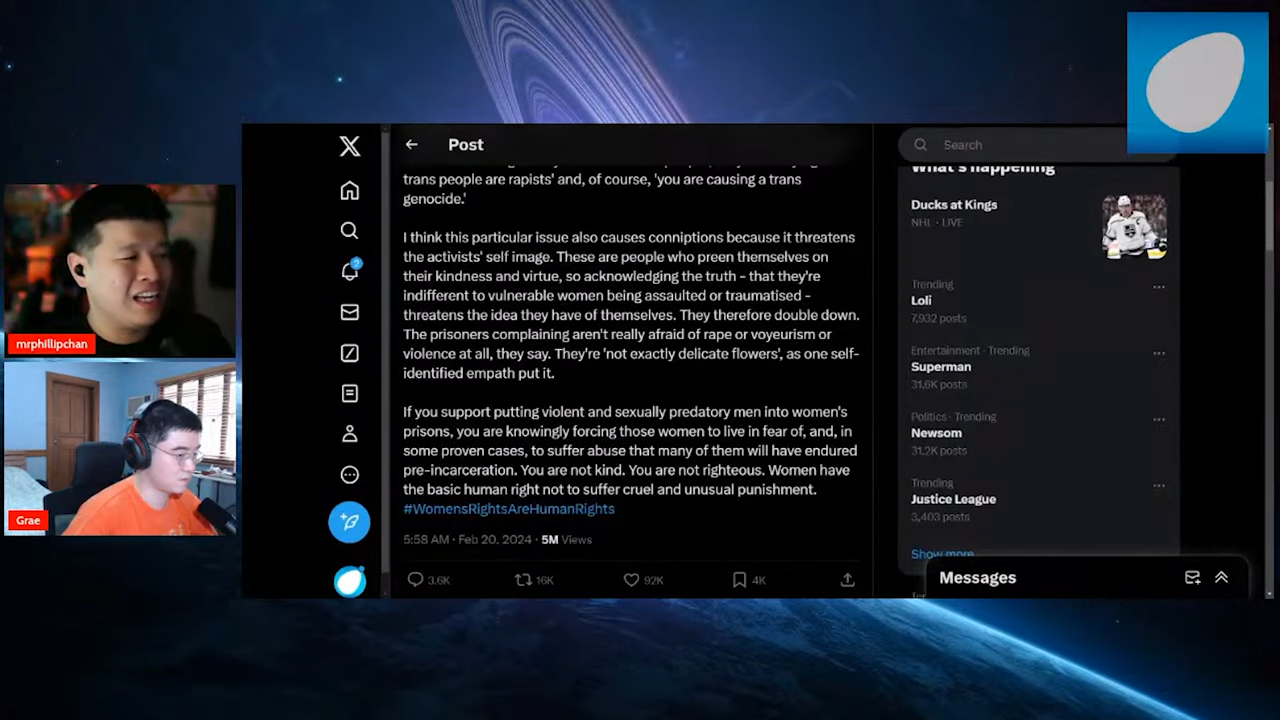 Post
Search
What's happening
trans people are rapists' and, of course, 'you are causing a trans
genocide.'
I think this particular issue also causes conniptions because it threatens
the activists' self image. These are people who preen themselves on
their kindness and virtue, so acknowledging the truth - that they're
indifferent to vulnerable women being assaulted or traumatised -
threatens the idea they have of themselves. They therefore double down.
The prisoners complaining aren't really afraid of rape or voyeurism or
violence at all, they say. They're 'not exactly delicate flowers', as one self-
identified empath put it.
If you support putting violent and sexually predatory men into women's
prisons, you are knowingly forcing those women to live in fear of, and, in
some proven cases, to suffer abuse that many of them will have endured
pre-incarceration. You are not kind. You are not righteous. Women have
the basic human right not to suffer cruel and unusual punishment.
#WomensRightsAreHumanRights
5:58 AM · Feb 20, 2024 · 5M Views
3.6K 16K 92K 4K
Ducks at Kings
NHL · LIVE
Trending
Loli
7,932 posts
Entertainment · Trending
Superman
31.6K posts
Politics · Trending
Newsom
31.2K posts
Trending
Justice League
3,403 posts
Show more
Messages
2
mrphillipchan
Grae